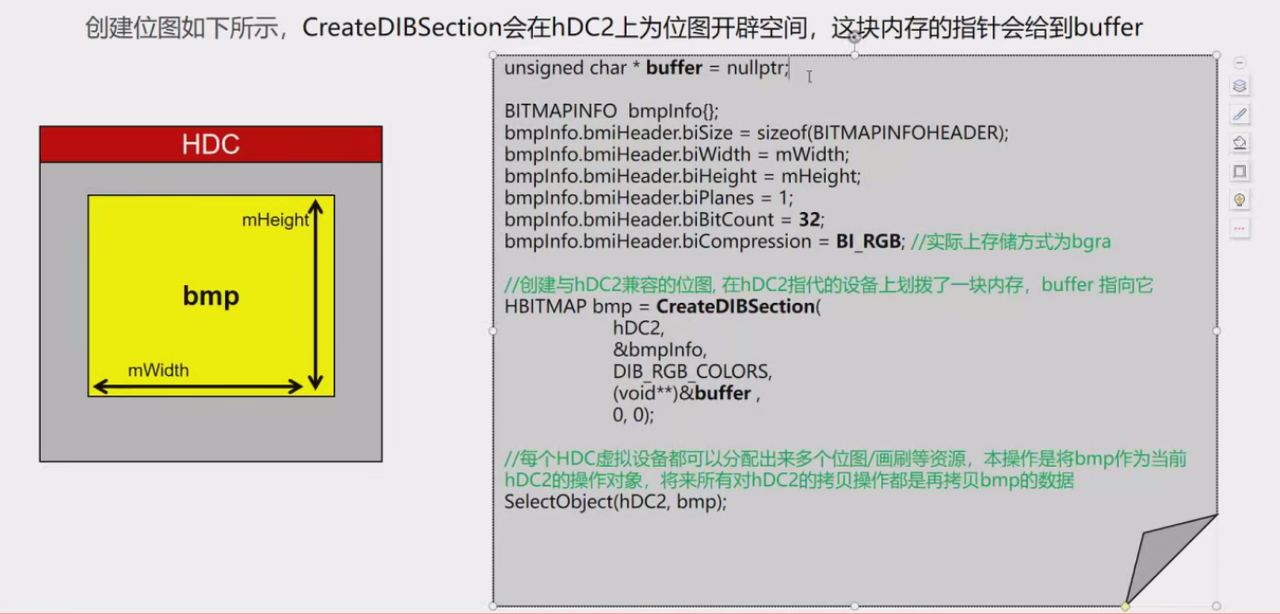 创建位图如下所示，CreateDIBSection会在hDC2上为位图开辟空间，这块内存的指针会给到buffer
HDC
mHeight
bmp
mWidth
unsigned char * buffer = nullptr;
BITMAPINFO  bmpInfo{};
bmpInfo.bmiHeader.biSize = sizeof(BITMAPINFOHEADER);
bmpInfo.bmiHeader.biWidth = mWidth;
bmpInfo.bmiHeader.biHeight = mHeight;
bmpInfo.bmiHeader.biPlanes = 1;
bmpInfo.bmiHeader.biBitCount = 32;
bmpInfo.bmiHeader.biCompression = BI_RGB; //实际上存储方式为bgra
//创建与hDC2兼容的位图, 在hDC2指代的设备上划拨了一块内存，buffer 指向它
HBITMAP bmp = CreateDIBSection(
hDC2,
&bmpInfo,
DIB_RGB_COLORS,
(void**)&buffer ,
0, 0);
//每个HDC虚拟设备都可以分配出来多个位图/画刷等资源，本操作是将bmp作为当前
hDC2的操作对象，将来所有对hDC2的拷贝操作都是再拷贝bmp的数据
SelectObject(hDC2, bmp);